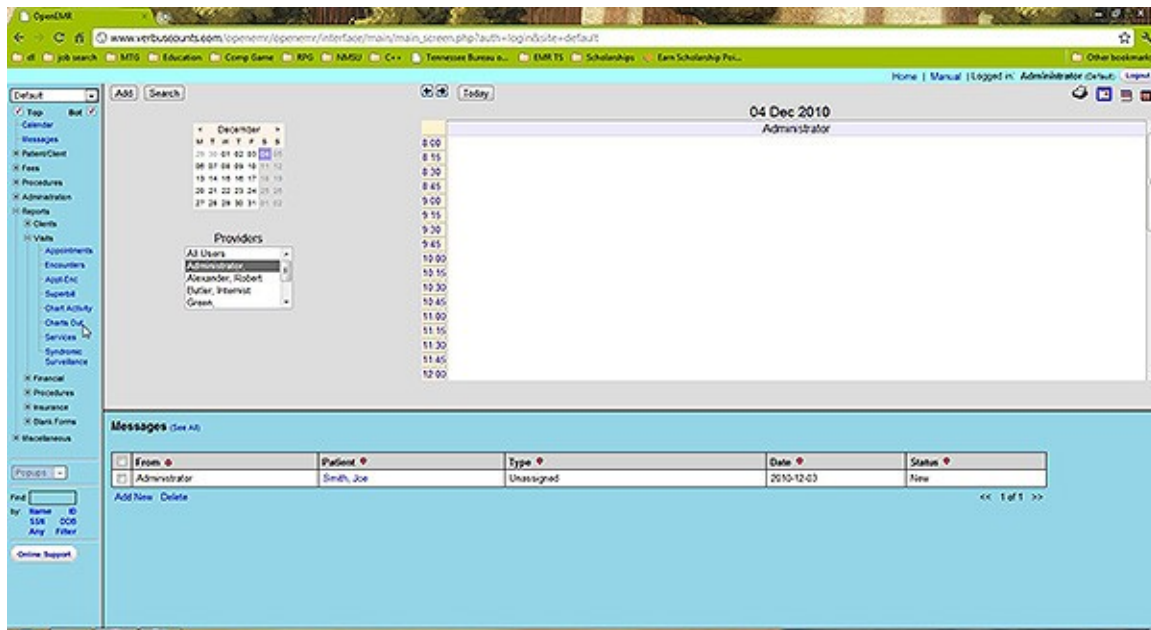 OpenEMR
www.verbuscounts.com/openemr/openemr/interface/main/main_screen.php?auth=login&site=default
dl job search MTG Education Comp Game RPG NMSU C++ Tennessee Bureau o... EMR TS Scholarships Earn Scholarship Poi... Other bookmarks
Home | Manual | Logged in: Administrator (Default) Logout
Default
Top Bot
Calendar
Messages
Patient/Client
Fees
Procedures
Administration
Reports
Clients
Visits
Appointments
Encounters
Appt-Enc
Superbill
Chart Activity
Charts Out
Services
Syndromic
Surveillance
Financial
Procedures
Insurance
Blank Forms
Miscellaneous
Popups
Find
by: Name ID
SSN DOB
Any Filter
Online Support
Add Search
< December >
M T W T F S S
29 30 01 02 03 04 05
06 07 08 09 10 11 12
13 14 15 16 17 18 19
20 21 22 23 24 25 26
27 28 29 30 31 01 02
Providers
All Users
Administrator,
Alexander, Robert
Butler, Internist
Green,
Today
04 Dec 2010
Administrator
8:00
8:15
8:30
8:45
9:00
9:15
9:30
9:45
10:00
10:15
10:30
10:45
11:00
11:15
11:30
11:45
12:00
Messages (See All)
From Patient Type Date Status
Administrator Smith, Joe Unassigned 2010-12-03 New
Add New Delete << 1 of 1 >>